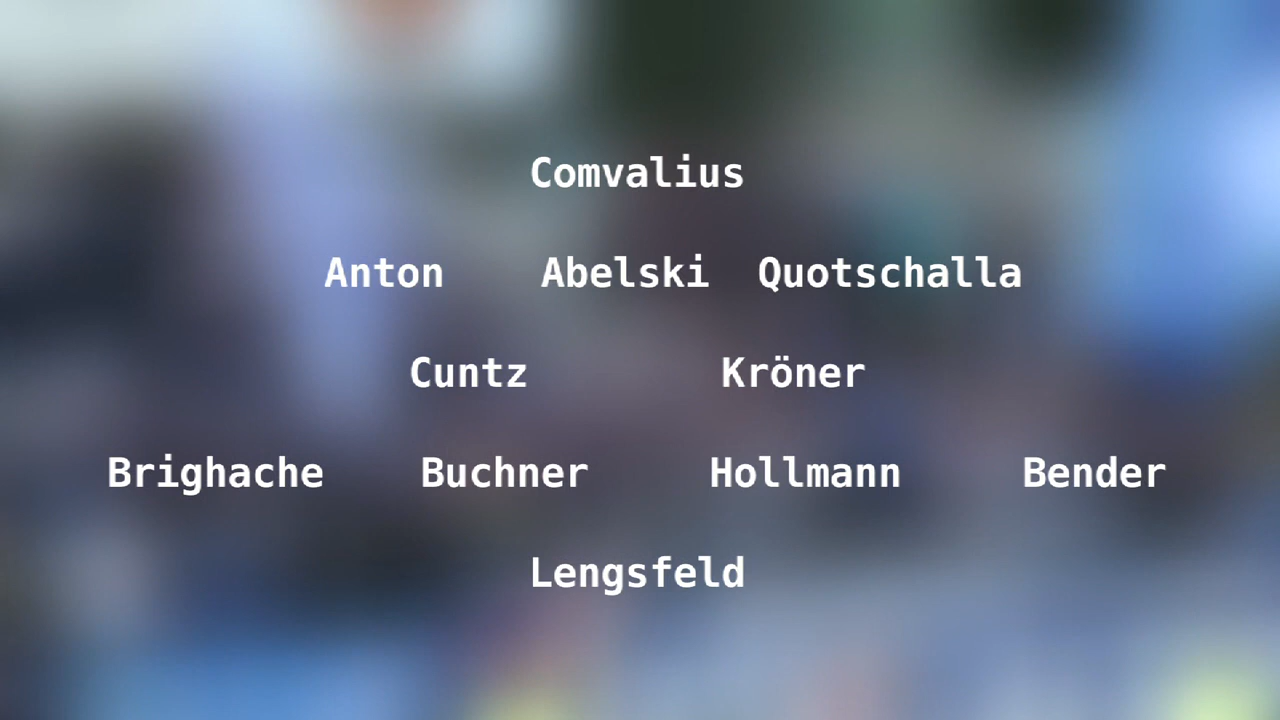 Comvalius
Anton Abelski Quotschalla
Cuntz Kröner
Brighache Buchner Hollmann Bender
Lengsfeld